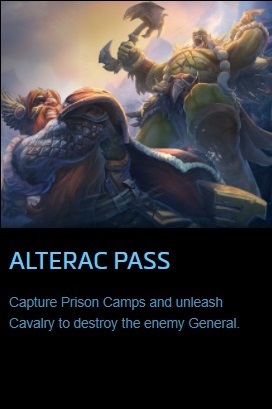 ALTERAC PASS
Capture Prison Camps and unleash
Cavalry to destroy the enemy General.